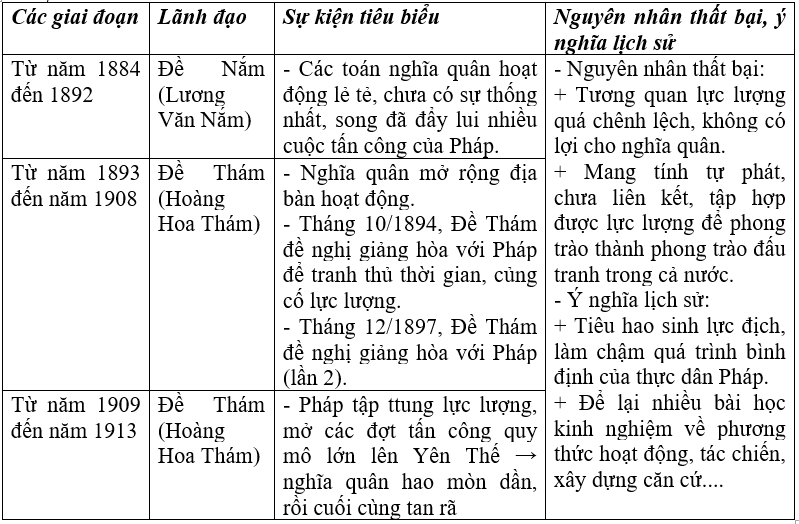 Các giai đoạn
Lãnh đạo
Sự kiện tiêu biểu
Nguyên nhân thất bại, ý
nghĩa lịch sử
Từ năm 1884
đến 1892
Đề Nắm
(Lương
Văn Nắm)
- Các toán nghĩa quân hoạt
động lẻ tẻ, chưa có sự thống
nhất, song đã đẩy lui nhiều
cuộc tấn công của Pháp.
Từ năm 1893
đến năm 1908
Đề Thám
(Hoàng
Hoa Thám)
- Nghĩa quân mở rộng địa
bàn hoạt động.
- Tháng 10/1894, Đề Thám
đề nghị giảng hòa với Pháp
để tranh thủ thời gian, củng
cố lực lượng.
- Tháng 12/1897, Đề Thám
đề nghị giảng hòa với Pháp
(lần 2).
Từ năm 1909
đến năm 1913
Đề Thám
(Hoàng
Hoa Thám)
- Pháp tập ttung lực lượng,
mở các đợt tấn công quy
mô lớn lên Yên Thế →
nghĩa quân hao mòn dần,
rồi cuối cùng tan rã
- Nguyên nhân thất bại:
+ Tương quan lực lượng
quá chênh lệch, không có
lợi cho nghĩa quân.
+ Mang tính tự phát,
chưa liên kết, tập hợp
được lực lượng để phong
trào thành phong trào đấu
tranh trong cả nước.
- Ý nghĩa lịch sử:
+ Tiêu hao sinh lực địch,
làm chậm quá trình bình
định của thực dân Pháp.
+ Để lại nhiều bài học
kinh nghiệm về phương
thức hoạt động, tác chiến,
xây dựng căn cứ....